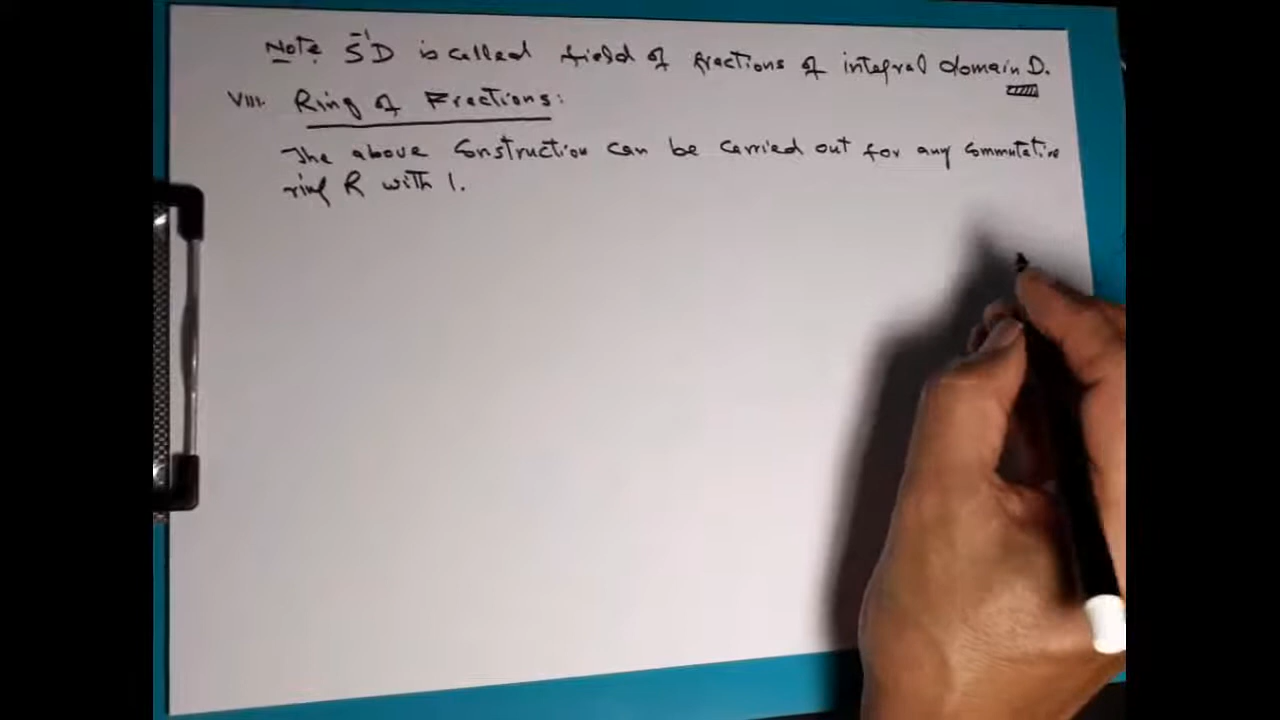 Note S⁻¹D is called field of fractions of integral domain D.
VIII. Ring of Fractions:
The above construction can be carried out for any commutative
ring R with 1.